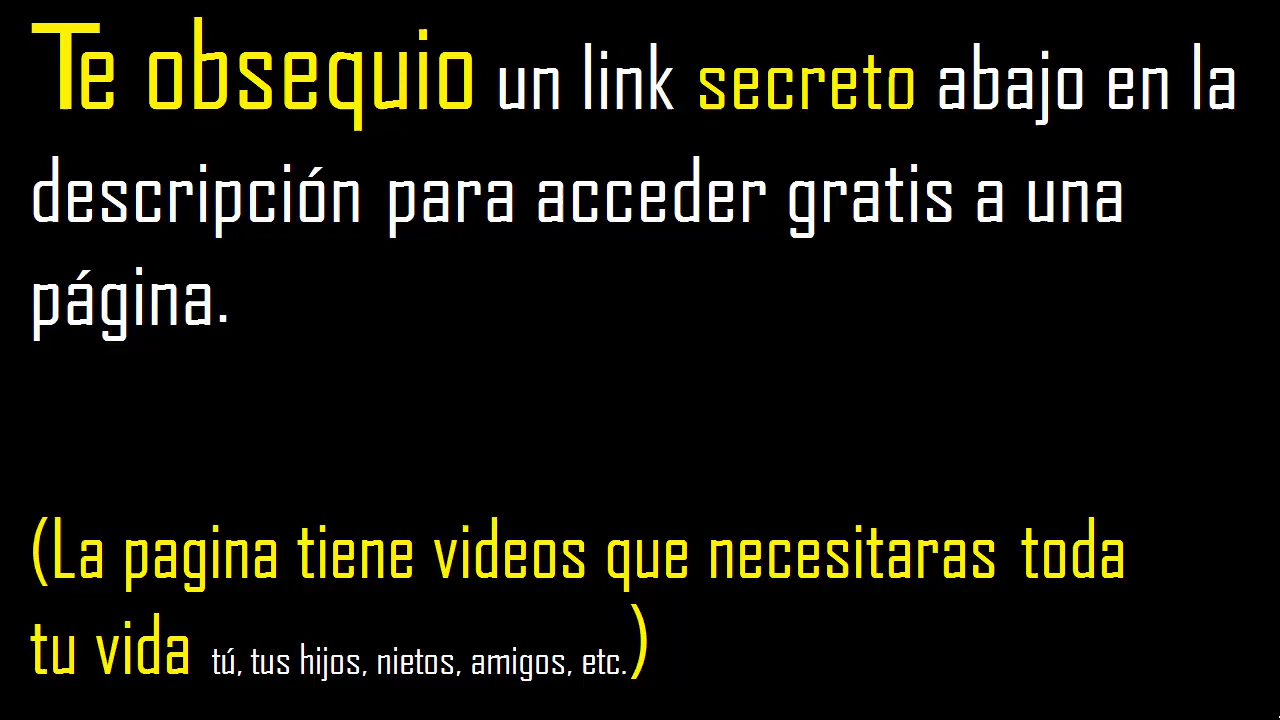 Te obsequio un link secreto abajo en la
descripción para acceder gratis a una
página.
(La pagina tiene videos que necesitaras toda
tu vida tú, tus hijos, nietos, amigos, etc.)